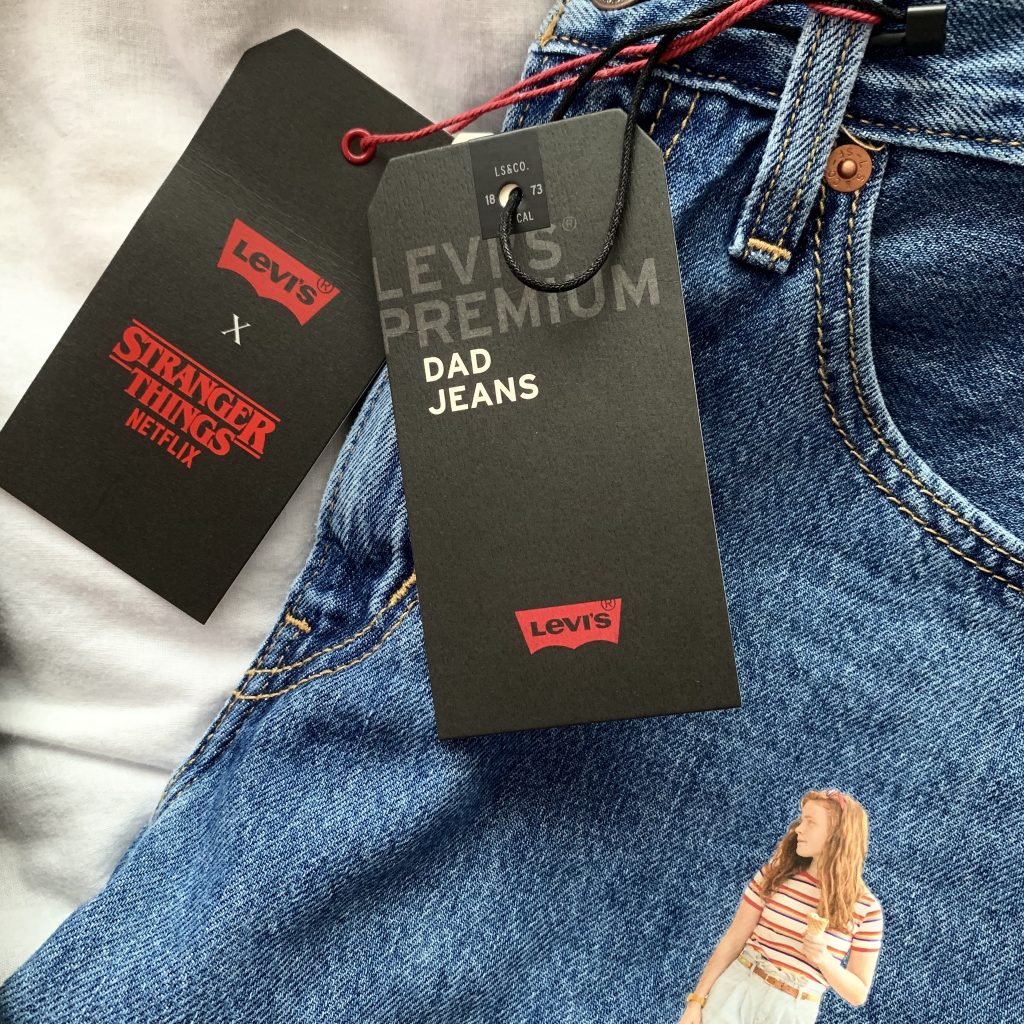 Levi's®
X
STRANGER
THINGS
NETFLIX
LS&CO.
18 73
CAL
LEVI'S®
PREMIUM
DAD
JEANS
Levi's®